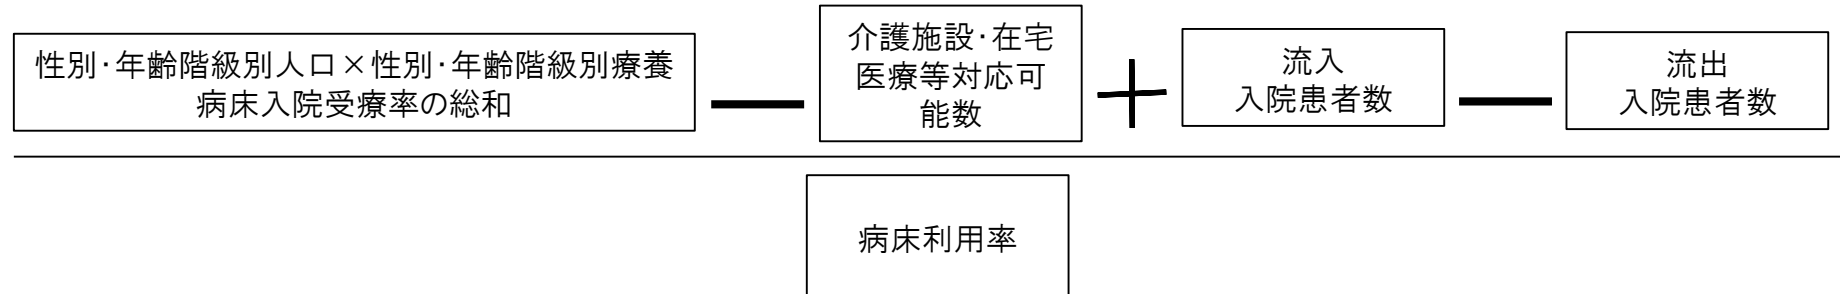 性別・年齢階級別人口×性別・年齢階級別療養
病床入院受療率の総和
介護施設・在宅
医療等対応可
能数
流入
入院患者数
流出
入院患者数
病床利用率